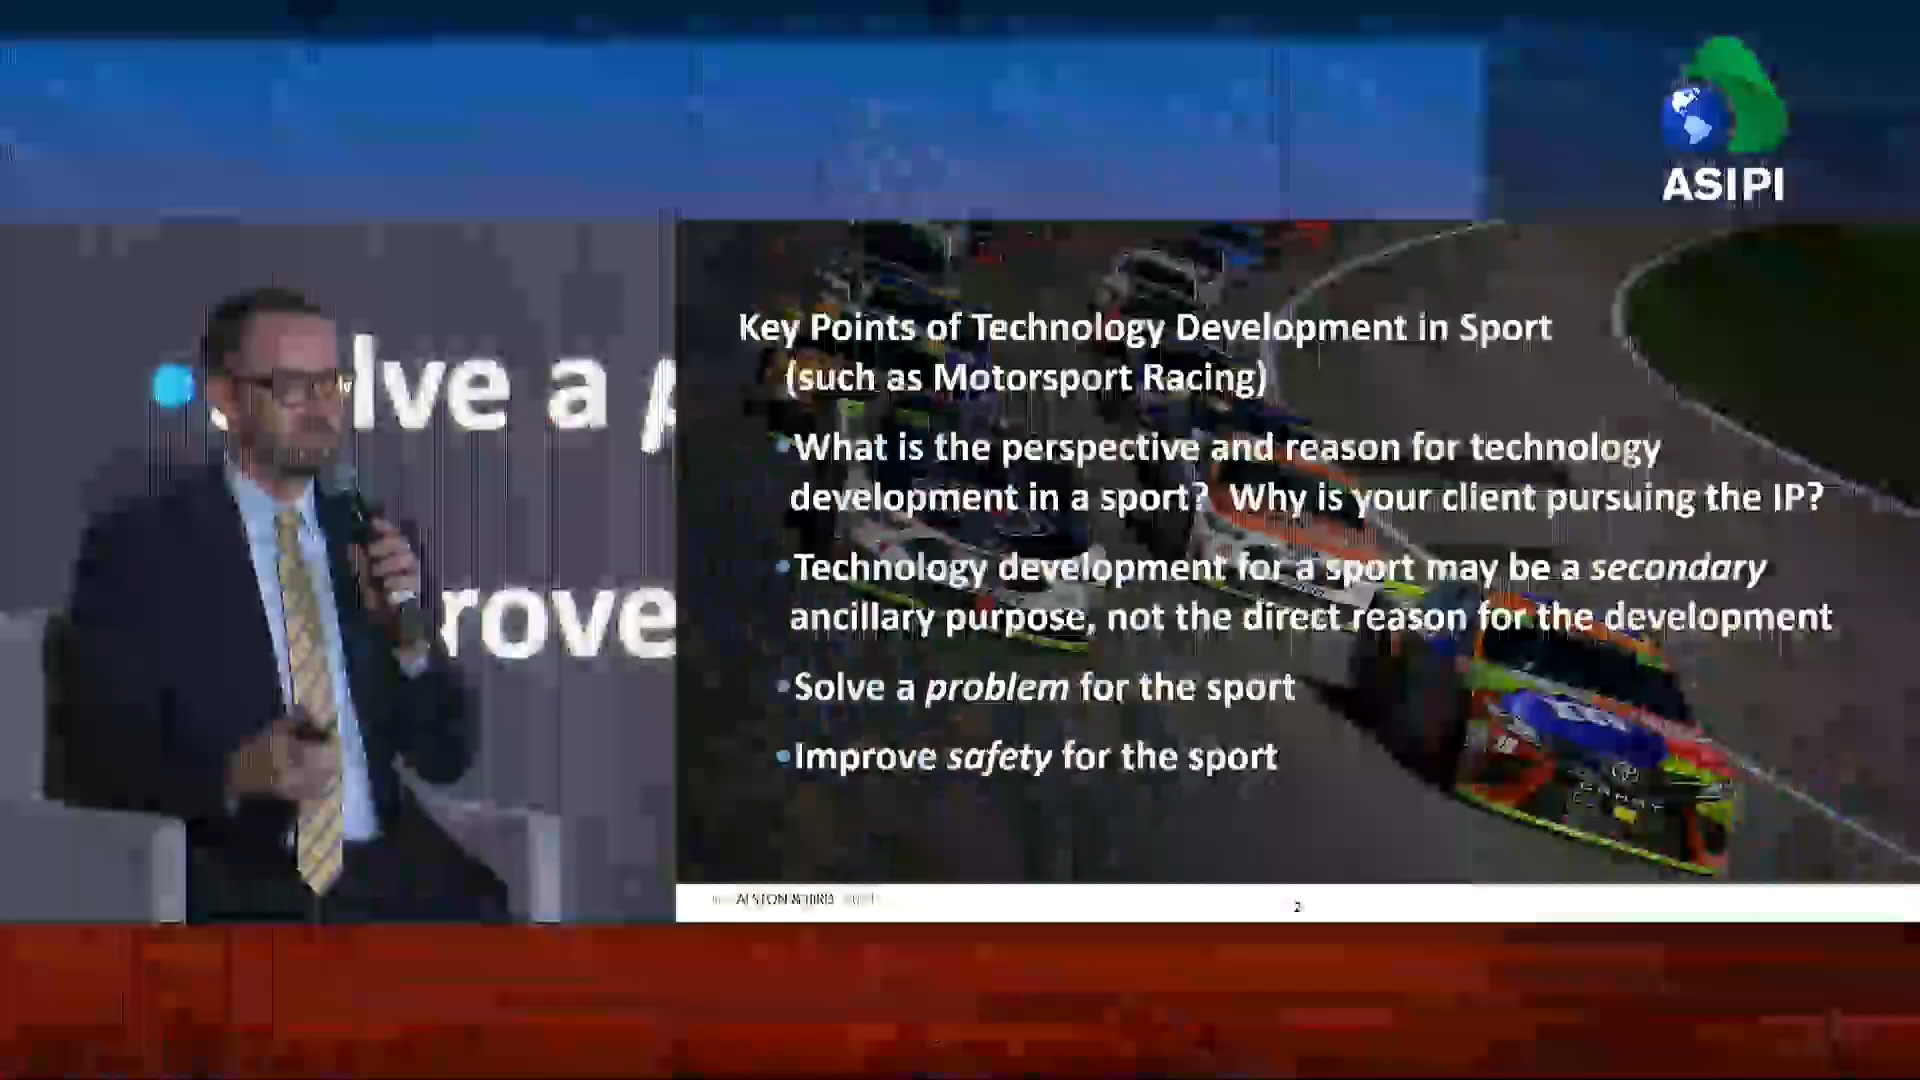 ASIPI
lve a
rove
Key Points of Technology Development in Sport
(such as Motorsport Racing)
•What is the perspective and reason for technology
development in a sport?  Why is your client pursuing the IP?
•Technology development for a sport may be a secondary
ancillary purpose, not the direct reason for the development
•Solve a problem for the sport
•Improve safety for the sport
ALSTON & BIRD
2